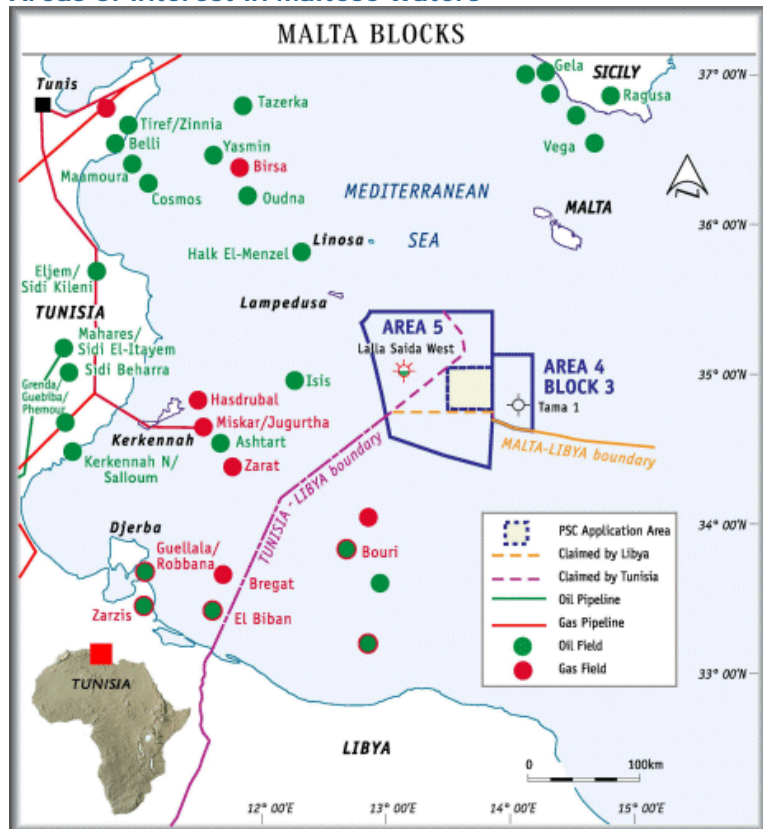 MALTA BLOCKS
Tunis
Tazerka
Tiref/Zinnia
Belli
Yasmin
Maamoura
Birsa
Cosmos
Oudna
Gela
SICILY
37° 00'N
Ragusa
Vega
MEDITERRANEAN
SEA
MALTA
36° 00'N
Linosa
Halk El-Menzel
Lampedusa
Eljem/
Sidi Kileni
TUNISIA
Mahares/
Sidi El-Itayem
Sidi Beharra
Grenda/
Guebiba/
Phemour
Kerkennah
Kerkennah N/
Salloum
Isis
Hasdrubal
Miskar/Jugurtha
Ashtart
Zarat
AREA 5
Lalla Saida West
AREA 4
BLOCK 3
Tama 1
35° 00'N
MALTA-LIBYA boundary
TUNISIA - LIBYA boundary
Djerba
Guellala/
Robbana
Bregat
Zarzis
El Biban
Bouri
34° 00'N
PSC Application Area
Claimed by Libya
Claimed by Tunisia
Oil Pipeline
Gas Pipeline
Oil Field
Gas Field
33° 00'N
TUNISIA
LIBYA
0 100km
12° 00'E 13° 00'E 14° 00'E 15° 00'E